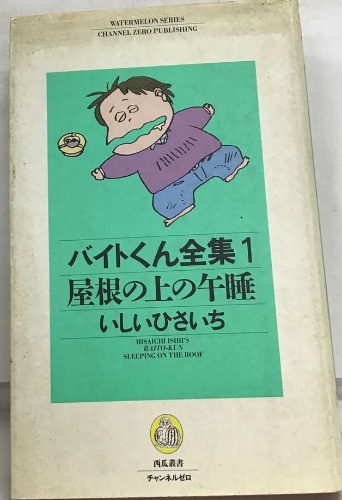 WATERMELON SERIES
CHANNEL ZERO PUBLISHING
バイトくん全集1
屋根の上の午睡
いしいひさいち
HISAICHI ISHII'S
BAITO-KUN
SLEEPING ON THE ROOF
西瓜叢書
チャンネルゼロ